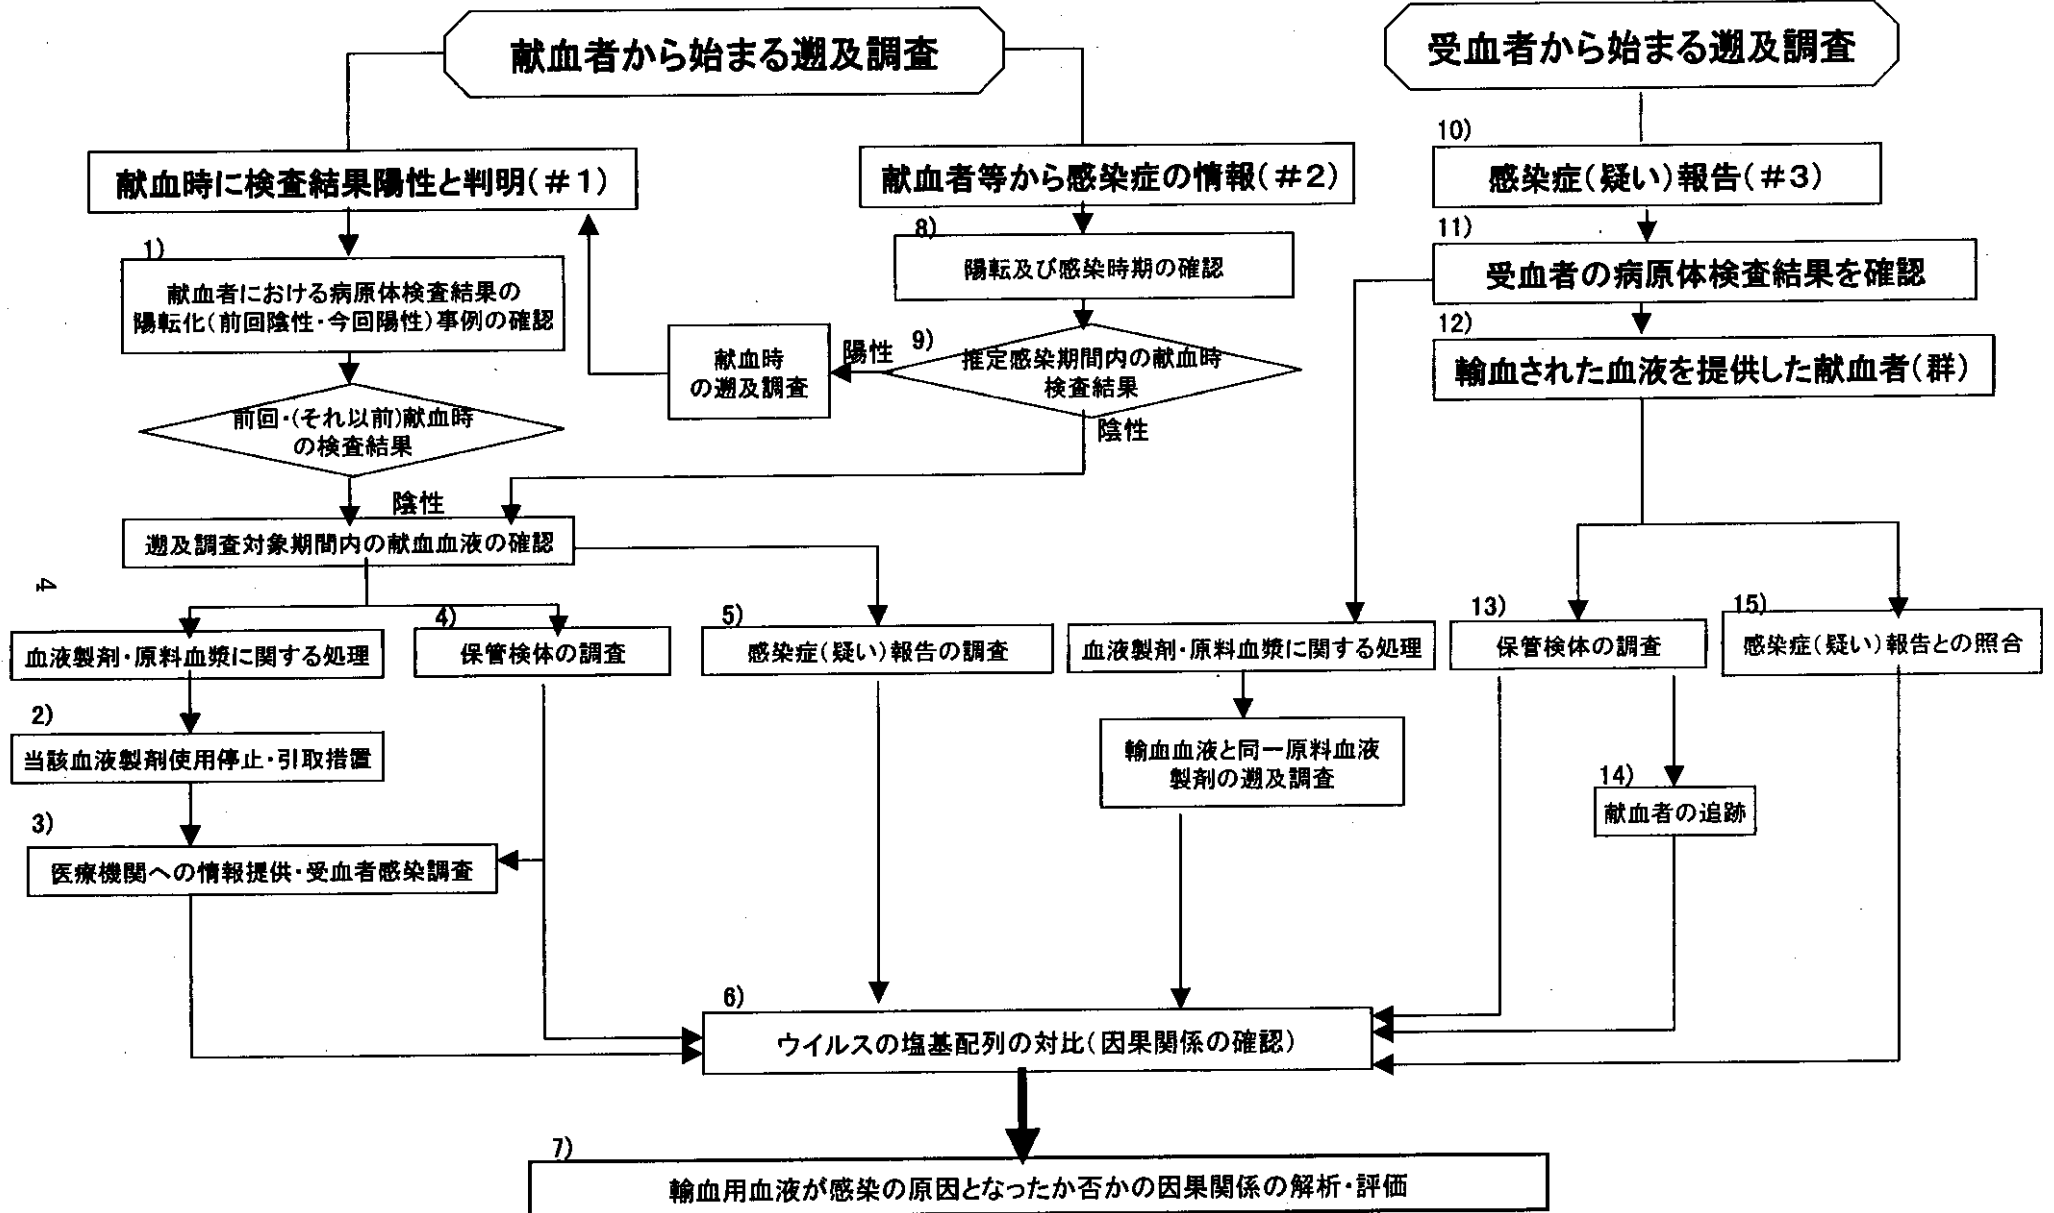 献血者から始まる遡及調査
受血者から始まる遡及調査
献血時に検査結果陽性と判明(#1)
献血者等から感染症の情報(#2)
10)
感染症(疑い)報告(#3)
1)
献血者における病原体検査結果の
陽転化(前回陰性・今回陽性)事例の確認
8)
陽転及び感染時期の確認
11)
受血者の病原体検査結果を確認
前回・(それ以前)献血時
の検査結果
献血時
の遡及調査
陽性
9)
推定感染期間内の献血時
検査結果
陰性
12)
輸血された血液を提供した献血者(群)
陰性
遡及調査対象期間内の献血血液の確認
4
血液製剤・原料血漿に関する処理
4)
保管検体の調査
5)
感染症(疑い)報告の調査
血液製剤・原料血漿に関する処理
13)
保管検体の調査
15)
感染症(疑い)報告との照合
2)
当該血液製剤使用停止・引取措置
輸血血液と同一原料血液
製剤の遡及調査
14)
献血者の追跡
3)
医療機関への情報提供・受血者感染調査
6)
ウイルスの塩基配列の対比(因果関係の確認)
7)
輸血用血液が感染の原因となったか否かの因果関係の解析・評価